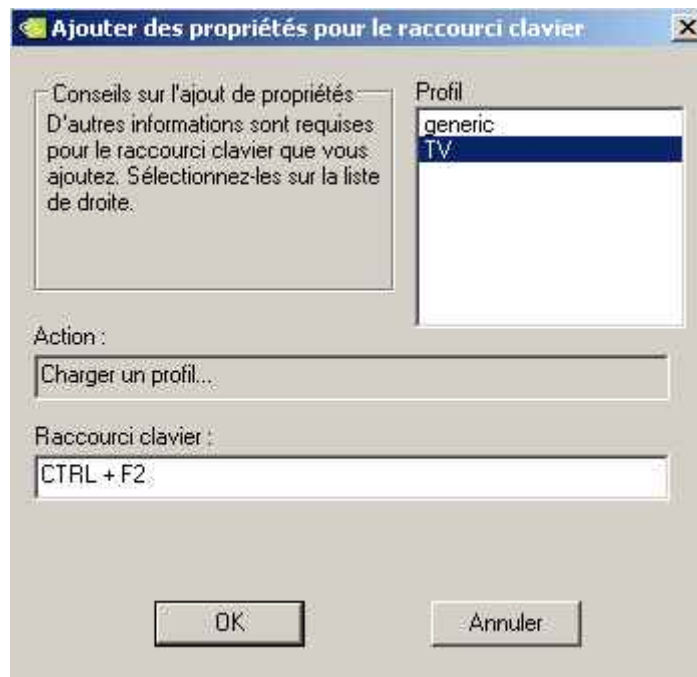 Ajouter des propriétés pour le raccourci clavier
Conseils sur l'ajout de propriétés
D'autres informations sont requises
pour le raccourci clavier que vous
ajoutez. Sélectionnez-les sur la liste
de droite.
Profil
generic
TV
Action :
Charger un profil...
Raccourci clavier :
CTRL + F2
OK
Annuler